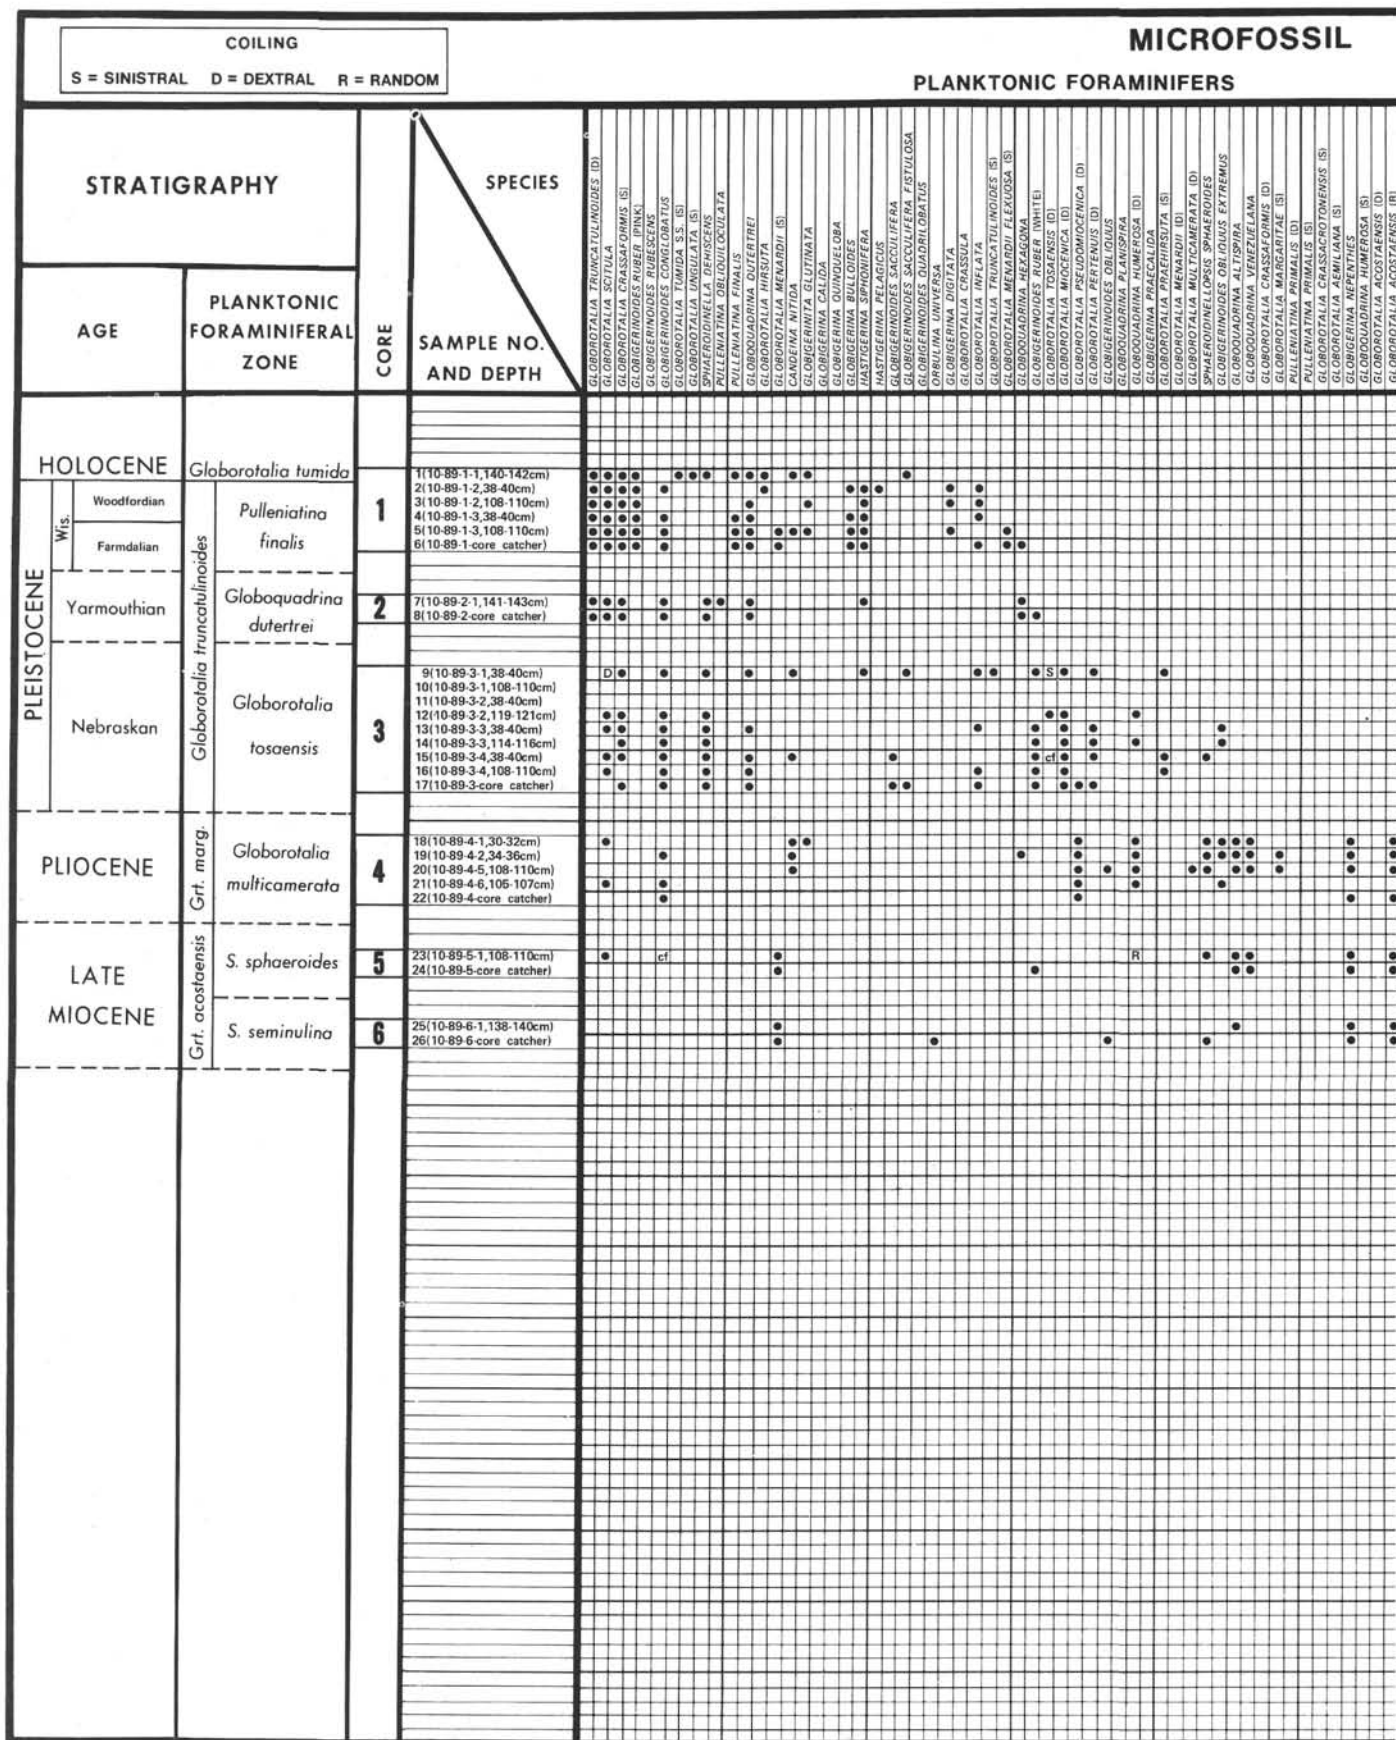 COILING
S = SINISTRAL D = DEXTRAL R = RANDOM
MICROFOSSIL
PLANKTONIC FORAMINIFERS
STRATIGRAPHY
AGE
PLANKTONIC
FORAMINIFERAL
ZONE
CORE
SPECIES
SAMPLE NO.
AND DEPTH
GLOBOROTALIA TRUNCATULINOIDES (D)
GLOBOROTALIA SCITULA
GLOBOROTALIA CRASSAFORMIS (S)
GLOBIGERINOIDES RUBER (PINK)
GLOBIGERINOIDES RUBESCENS
GLOBIGERINOIDES CONGLOBATUS
GLOBOROTALIA TUMIDA S.S. (S)
GLOBOROTALIA UNGULATA (S)
SPHAEROIDINELLA DEHISCENS
PULLENIATINA OBLIQUILOCULATA
PULLENIATINA FINALIS
GLOBOQUADRINA DUTERTREI
GLOBOROTALIA HIRSUTA
GLOBOROTALIA MENARDII (S)
CANDEINA NITIDA
GLOBIGERINITA GLUTINATA
GLOBIGERINA CALIDA
GLOBIGERINA QUINQUELOBA
GLOBIGERINA BULLOIDES
HASTIGERINA SIPHONIFERA
HASTIGERINA PELAGICUS
GLOBIGERINOIDES SACCULIFERA
GLOBIGERINOIDES SACCULIFERA FISTULOSA
GLOBIGERINOIDES QUADRILOBATUS
ORBULINA UNIVERSA
GLOBIGERINA DIGITATA
GLOBOROTALIA CRASSULA
GLOBOROTALIA INFLATA
GLOBOROTALIA TRUNCATULINOIDES (S)
GLOBOROTALIA MENARDII FLEXUOSA (S)
GLOBOQUADRINA HEXAGONA
GLOBIGERINOIDES RUBER (WHITE)
GLOBOROTALIA TOSAENSIS (D)
GLOBOROTALIA MIOCENICA (D)
GLOBOROTALIA PSEUDOMIOCENICA (D)
GLOBOROTALIA PERTENUIS (D)
GLOBIGERINOIDES OBLIQUUS
GLOBOQUADRINA PLANISPIRA
GLOBOQUADRINA HUMEROSA (D)
GLOBIGERINA PRAECALIDA
GLOBOROTALIA PRAEHIRSUTA (S)
GLOBOROTALIA MENARDII (D)
GLOBOROTALIA MULTICAMERATA (D)
SPHAEROIDINELLOPSIS SPHAEROIDES
GLOBIGERINOIDES OBLIQUUS EXTREMUS
GLOBOQUADRINA ALTISPIRA
GLOBOQUADRINA VENEZUELANA
GLOBOROTALIA CRASSAFORMIS (D)
GLOBOROTALIA MARGARITAE (S)
PULLENIATINA PRIMALIS (D)
PULLENIATINA PRIMALIS (S)
GLOBOROTALIA CRASSACROTONENSIS (S)
GLOBOROTALIA AEMILIANA (S)
GLOBIGERINA NEPENTHES
GLOBOQUADRINA HUMEROSA (S)
GLOBOROTALIA ACOSTAENSIS (D)
GLOBOROTALIA ACOSTAENSIS (R)
HOLOCENE
Globorotalia tumida
PLEISTOCENE
Wis.
Woodfordian
Farmdalian
Yarmouthian
Nebraskan
Globorotalia truncatulinoides
Pulleniatina
finalis
Globoquadrina
dutertrei
Globorotalia
tosaensis
1
1(10-89-1-1,140-142cm)
2(10-89-1-2,38-40cm)
3(10-89-1-2,108-110cm)
4(10-89-1-3,38-40cm)
5(10-89-1-3,108-110cm)
6(10-89-1-core catcher)
2
7(10-89-2-1,141-143cm)
8(10-89-2-core catcher)
3
9(10-89-3-1,38-40cm) D S
10(10-89-3-1,108-110cm)
11(10-89-3-2,38-40cm)
12(10-89-3-2,119-121cm)
13(10-89-3-3,38-40cm)
14(10-89-3-3,114-116cm)
15(10-89-3-4,38-40cm) cf
16(10-89-3-4,108-110cm)
17(10-89-3-core catcher)
PLIOCENE
Grt. marg.
Globorotalia
multicamerata
4
18(10-89-4-1,30-32cm)
19(10-89-4-2,34-36cm)
20(10-89-4-5,108-110cm)
21(10-89-4-6,105-107cm)
22(10-89-4-core catcher)
LATE
MIOCENE
Grt. acostaensis
S. sphaeroides
5
23(10-89-5-1,108-110cm) cf R
24(10-89-5-core catcher)
S. seminulina
6
25(10-89-6-1,138-140cm)
26(10-89-6-core catcher)